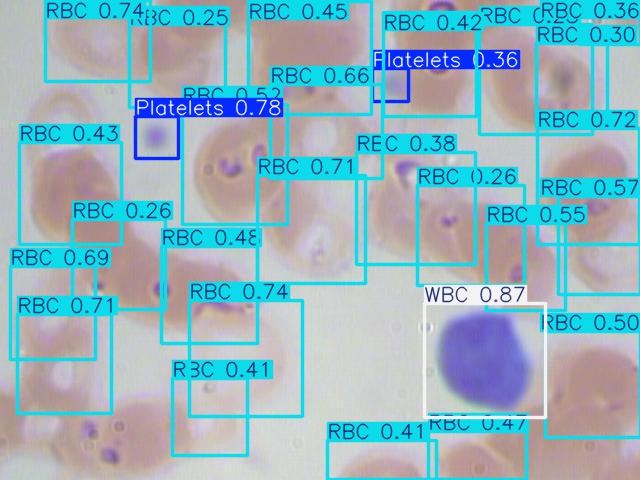 RBC 0.74
RBC 0.25
RBC 0.45
RBC 0.42
RBC 0.36
RBC 0.30
Platelets 0.36
RBC 0.66
RBC 0.52
Platelets 0.78
RBC 0.72
RBC 0.43
RBC 0.38
RBC 0.71
RBC 0.26
RBC 0.57
RBC 0.26
RBC 0.55
RBC 0.48
RBC 0.69
RBC 0.74
WBC 0.87
RBC 0.71
RBC 0.50
RBC 0.41
RBC 0.41
RBC 0.47